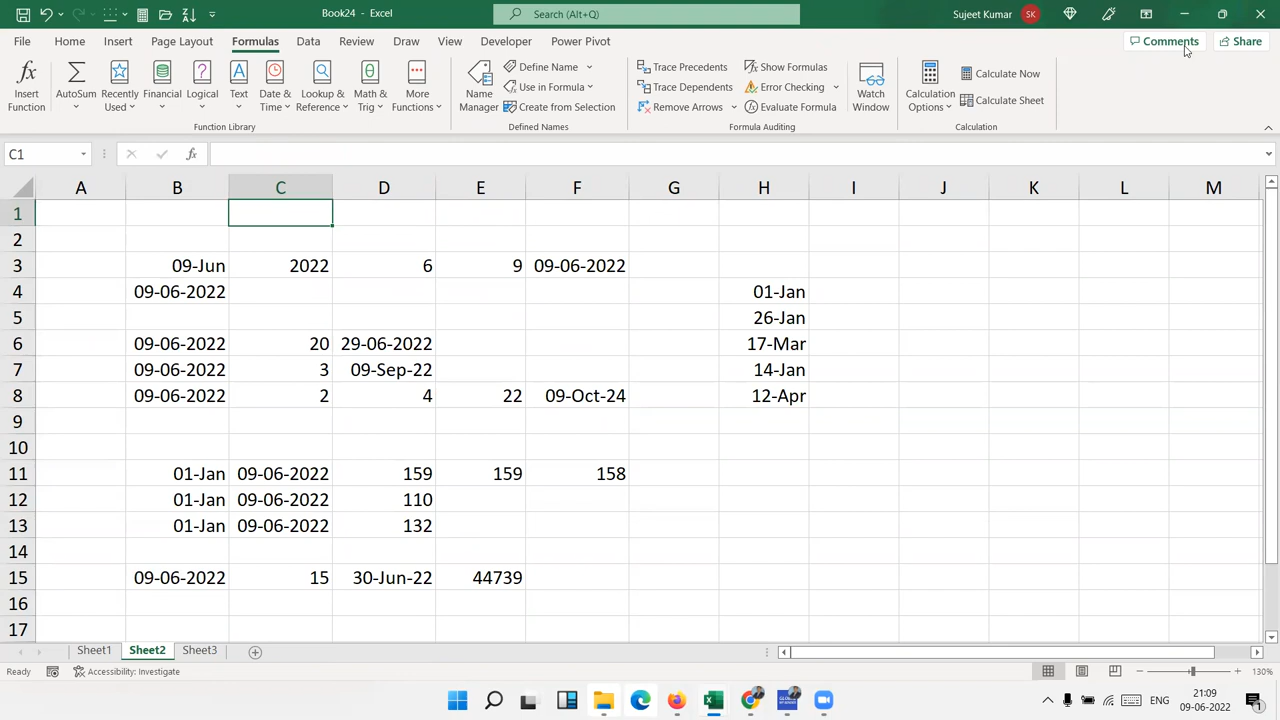 Book24 - Excel
Search (Alt+Q)
Sujeet Kumar
SK
File Home Insert Page Layout Formulas Data Review View Draw Developer Power Pivot
Comments
Share
Insert Function
AutoSum
Recently Used
Financial
Logical
Text
Date & Time
Lookup & Reference
Math & Trig
More Functions
Function Library
Name Manager
Define Name
Use in Formula
Create from Selection
Defined Names
Trace Precedents
Trace Dependents
Remove Arrows
Show Formulas
Error Checking
Evaluate Formula
Formula Auditing
Watch Window
Calculation Options
Calculate Now
Calculate Sheet
Calculation
C1
fx
A B C D E F G H I J K L M
1
2
3 09-Jun 2022 6 9 09-06-2022
4 09-06-2022 01-Jan
5 26-Jan
6 09-06-2022 20 29-06-2022 17-Mar
7 09-06-2022 3 09-Sep-22 14-Jan
8 09-06-2022 2 4 22 09-Oct-24 12-Apr
9
10
11 01-Jan 09-06-2022 159 159 158
12 01-Jan 09-06-2022 110
13 01-Jan 09-06-2022 132
14
15 09-06-2022 15 30-Jun-22 44739
16
17
Sheet1 Sheet2 Sheet3
Ready
Accessibility: Investigate
130%
ENG
21:09
09-06-2022
1